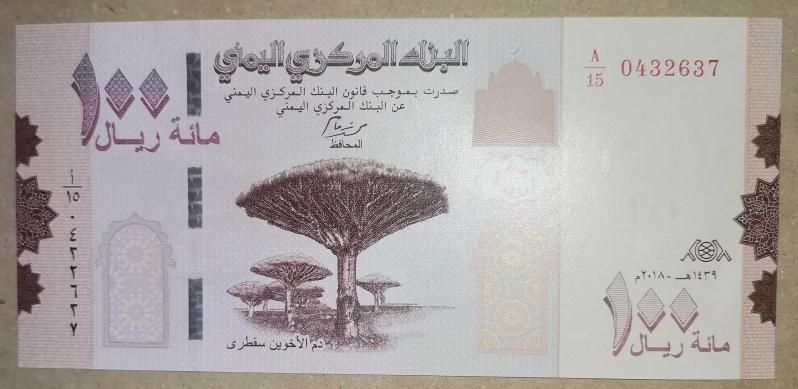 البنك المركزي اليمني
صدرت بموجب قانون البنك المركزي اليمني
عن البنك المركزي اليمني
المحافظ
A/15 0432637
١٠٠
مائة ريال
أ/١٥ ٠٤٣٢٦٣٧
دم الأخوين سقطرى
١٤٣٩هـ - ٢٠١٨م
١٠٠
مائة ريال